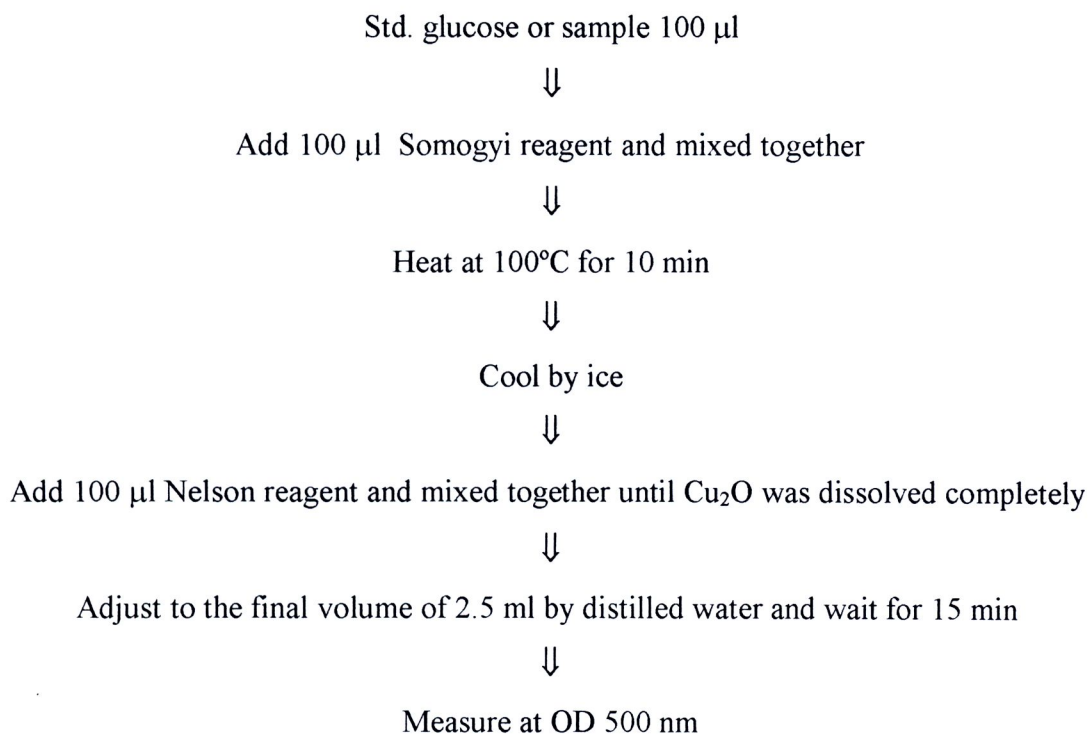 Std. glucose or sample 100 μl
⇓
Add 100 μl Somogyi reagent and mixed together
⇓
Heat at 100ºC for 10 min
⇓
Cool by ice
⇓
Add 100 μl Nelson reagent and mixed together until Cu₂O was dissolved completely
⇓
Adjust to the final volume of 2.5 ml by distilled water and wait for 15 min
⇓
Measure at OD 500 nm